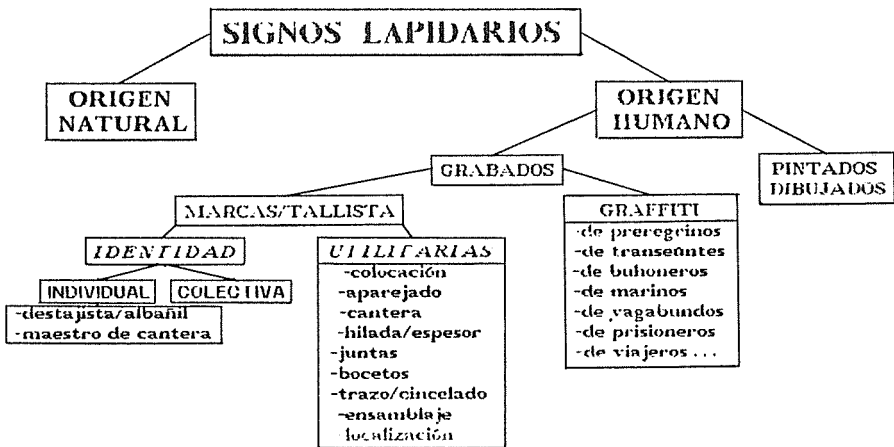 SIGNOS LAPIDARIOS
ORIGEN
NATURAL
ORIGEN
HUMANO
GRABADOS
PINTADOS
DIBUJADOS
MARCAS/TALLISTA
GRAFFITI
-de preregrinos
-de transeúntes
-de buhoneros
-de marinos
-de vagabundos
-de prisioneros
-de viajeros ...
IDENTIDAD
INDIVIDUAL
COLECTIVA
-destajista/albañil
-maestro de cantera
UTILITARIAS
-colocación
-aparejado
-cantera
-hilada/espesor
-juntas
-bocetos
-trazo/cincelado
-ensamblaje
-localización